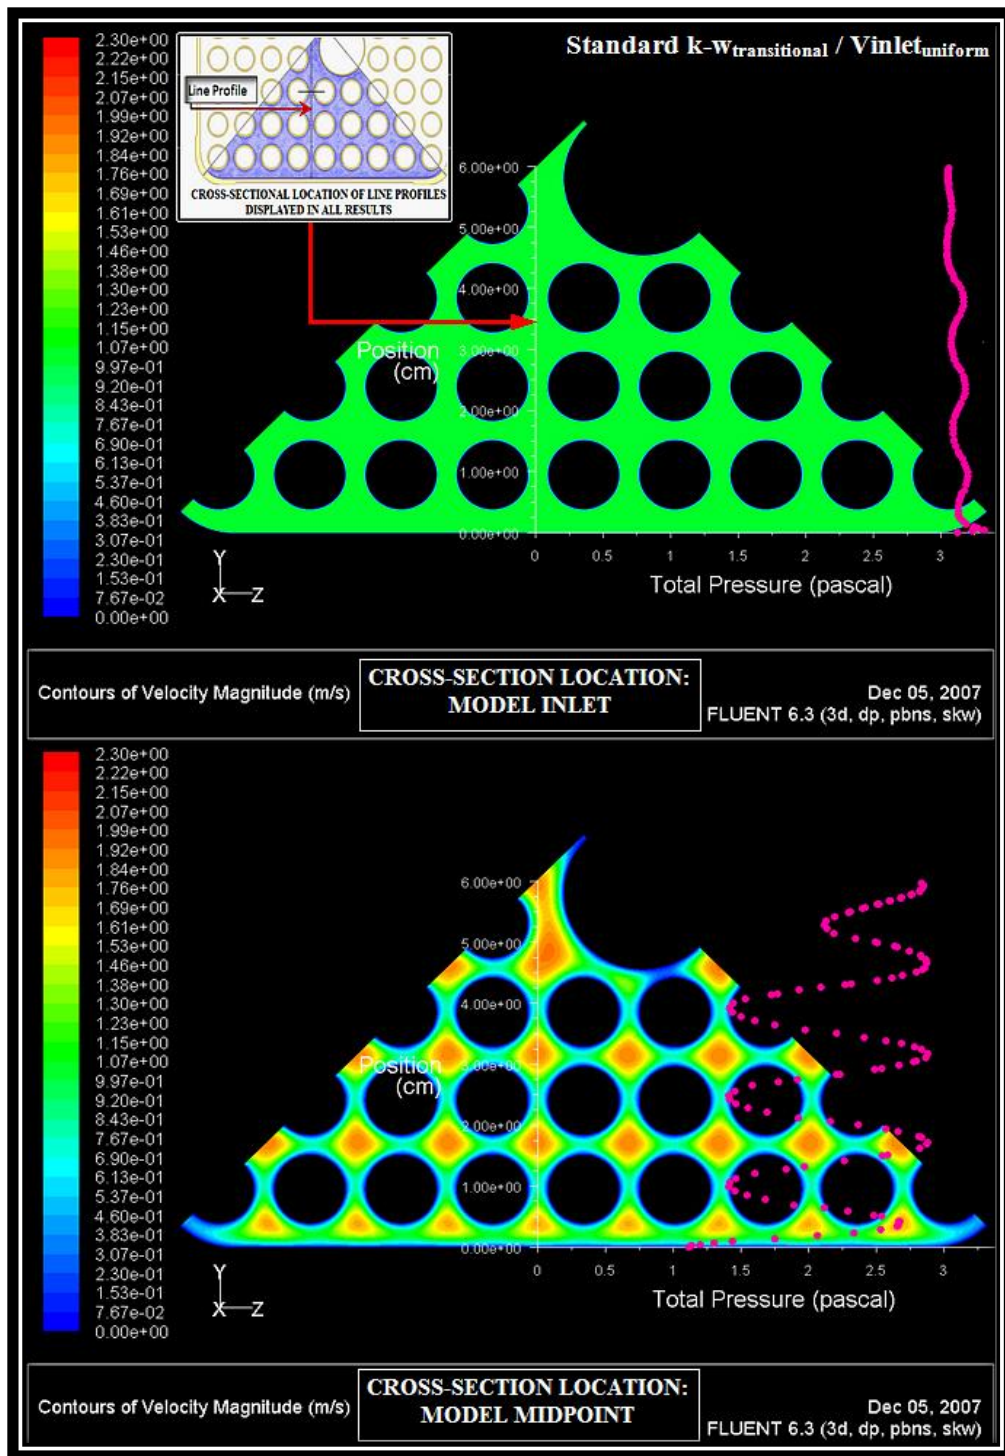 Standard k-wtransitional / Vinletuniform
2.30e+00
2.22e+00
2.15e+00
2.07e+00
1.99e+00
1.92e+00
1.84e+00
1.76e+00
1.69e+00
1.61e+00
1.53e+00
1.46e+00
1.38e+00
1.30e+00
1.23e+00
1.15e+00
1.07e+00
9.97e-01
9.20e-01
8.43e-01
7.67e-01
6.90e-01
6.13e-01
5.37e-01
4.60e-01
3.83e-01
3.07e-01
2.30e-01
1.53e-01
7.67e-02
0.00e+00
Line Profile
CROSS-SECTIONAL LOCATION OF LINE PROFILES
DISPLAYED IN ALL RESULTS
6.00e+00
5.00e+00
4.00e+00
3.00e+00
2.00e+00
1.00e+00
0.00e+00
Position
(cm)
0 0.5 1 1.5 2 2.5 3
Total Pressure (pascal)
Y
X Z
Contours of Velocity Magnitude (m/s)
CROSS-SECTION LOCATION:
MODEL INLET
Dec 05, 2007
FLUENT 6.3 (3d, dp, pbns, skw)
2.30e+00
2.22e+00
2.15e+00
2.07e+00
1.99e+00
1.92e+00
1.84e+00
1.76e+00
1.69e+00
1.61e+00
1.53e+00
1.46e+00
1.38e+00
1.30e+00
1.23e+00
1.15e+00
1.07e+00
9.97e-01
9.20e-01
8.43e-01
7.67e-01
6.90e-01
6.13e-01
5.37e-01
4.60e-01
3.83e-01
3.07e-01
2.30e-01
1.53e-01
7.67e-02
0.00e+00
6.00e+00
5.00e+00
4.00e+00
3.00e+00
2.00e+00
1.00e+00
0.00e+00
Position
(cm)
0 0.5 1 1.5 2 2.5 3
Total Pressure (pascal)
Y
X Z
Contours of Velocity Magnitude (m/s)
CROSS-SECTION LOCATION:
MODEL MIDPOINT
Dec 05, 2007
FLUENT 6.3 (3d, dp, pbns, skw)